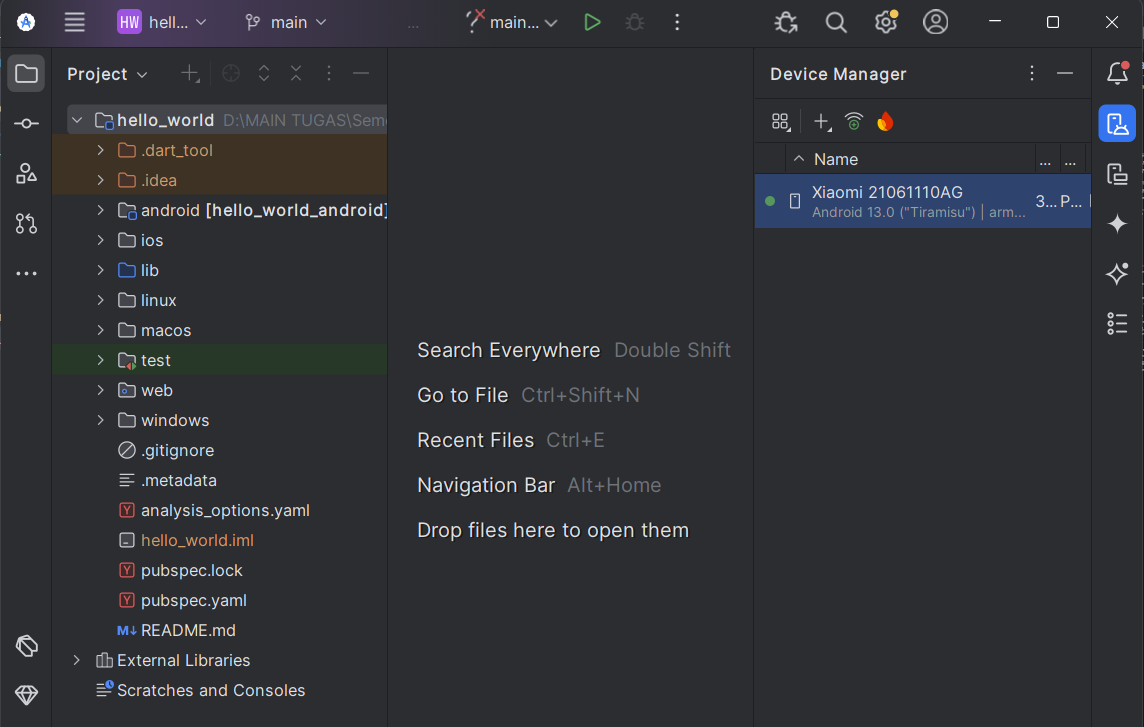 HW hell... main ... main...
Project
Device Manager
hello_world D:\MAIN TUGAS\Seme
.dart_tool
.idea
android [hello_world_android]
ios
lib
linux
macos
test
web
windows
.gitignore
.metadata
analysis_options.yaml
hello_world.iml
pubspec.lock
pubspec.yaml
README.md
External Libraries
Scratches and Consoles
Search Everywhere Double Shift
Go to File Ctrl+Shift+N
Recent Files Ctrl+E
Navigation Bar Alt+Home
Drop files here to open them
Name ... ...
Xiaomi 21061110AG
Android 13.0 ("Tiramisu") | arm...
3... P...